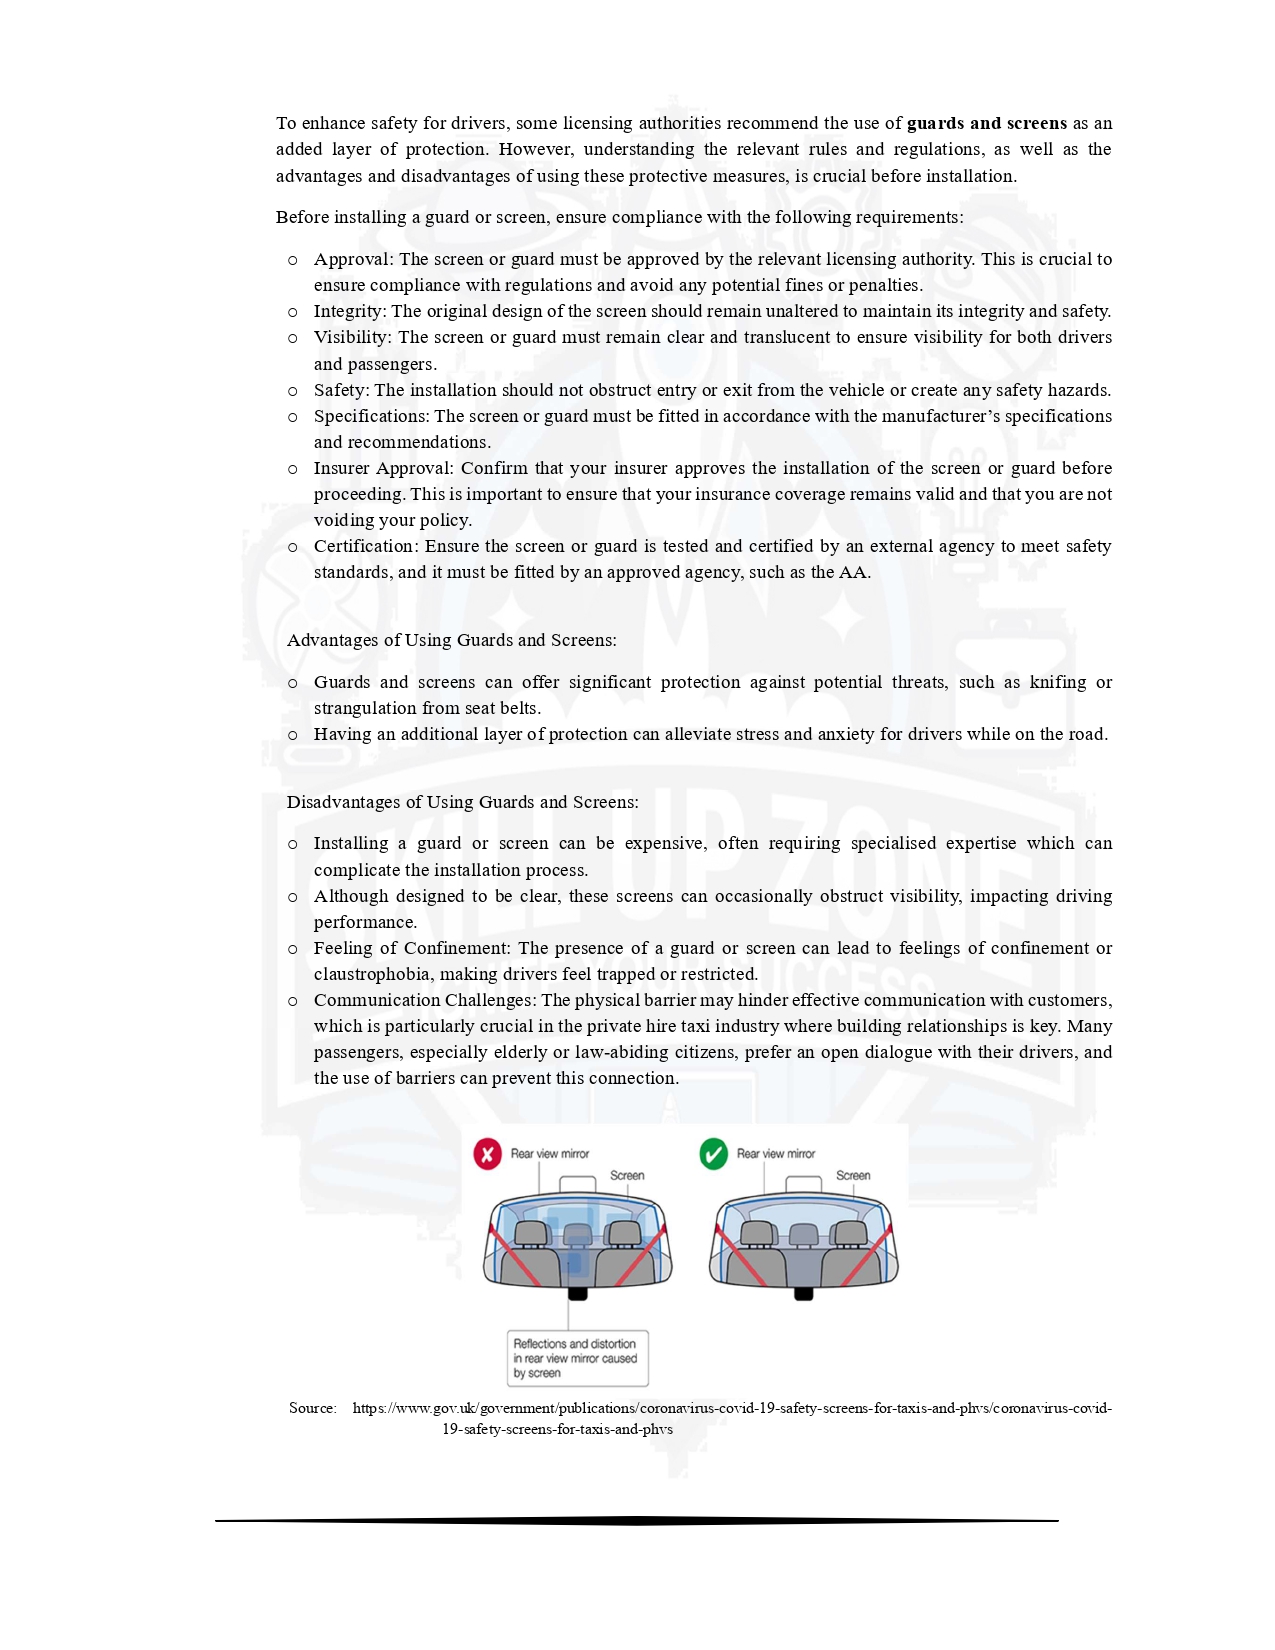 To enhance safety for drivers, some licensing authorities recommend the use of guards and screens as an
added layer of protection. However, understanding the relevant rules and regulations, as well as the
advantages and disadvantages of using these protective measures, is crucial before installation.
Before installing a guard or screen, ensure compliance with the following requirements:
o Approval: The screen or guard must be approved by the relevant licensing authority. This is crucial to
ensure compliance with regulations and avoid any potential fines or penalties.
o Integrity: The original design of the screen should remain unaltered to maintain its integrity and safety.
o Visibility: The screen or guard must remain clear and translucent to ensure visibility for both drivers
and passengers.
o Safety: The installation should not obstruct entry or exit from the vehicle or create any safety hazards.
o Specifications: The screen or guard must be fitted in accordance with the manufacturer’s specifications
and recommendations.
o Insurer Approval: Confirm that your insurer approves the installation of the screen or guard before
proceeding. This is important to ensure that your insurance coverage remains valid and that you are not
voiding your policy.
o Certification: Ensure the screen or guard is tested and certified by an external agency to meet safety
standards, and it must be fitted by an approved agency, such as the AA.
Advantages of Using Guards and Screens:
o Guards and screens can offer significant protection against potential threats, such as knifing or
strangulation from seat belts.
o Having an additional layer of protection can alleviate stress and anxiety for drivers while on the road.
Disadvantages of Using Guards and Screens:
o Installing a guard or screen can be expensive, often requiring specialised expertise which can
complicate the installation process.
o Although designed to be clear, these screens can occasionally obstruct visibility, impacting driving
performance.
o Feeling of Confinement: The presence of a guard or screen can lead to feelings of confinement or
claustrophobia, making drivers feel trapped or restricted.
o Communication Challenges: The physical barrier may hinder effective communication with customers,
which is particularly crucial in the private hire taxi industry where building relationships is key. Many
passengers, especially elderly or law-abiding citizens, prefer an open dialogue with their drivers, and
the use of barriers can prevent this connection.
SKILL UP ZONE
IGNITE YOUR SUCCESS
Rear view mirror
Screen
Reflections and distortion
in rear view mirror caused
by screen
Rear view mirror
Screen
Source: https://www.gov.uk/government/publications/coronavirus-covid-19-safety-screens-for-taxis-and-phvs/coronavirus-covid-
19-safety-screens-for-taxis-and-phvs